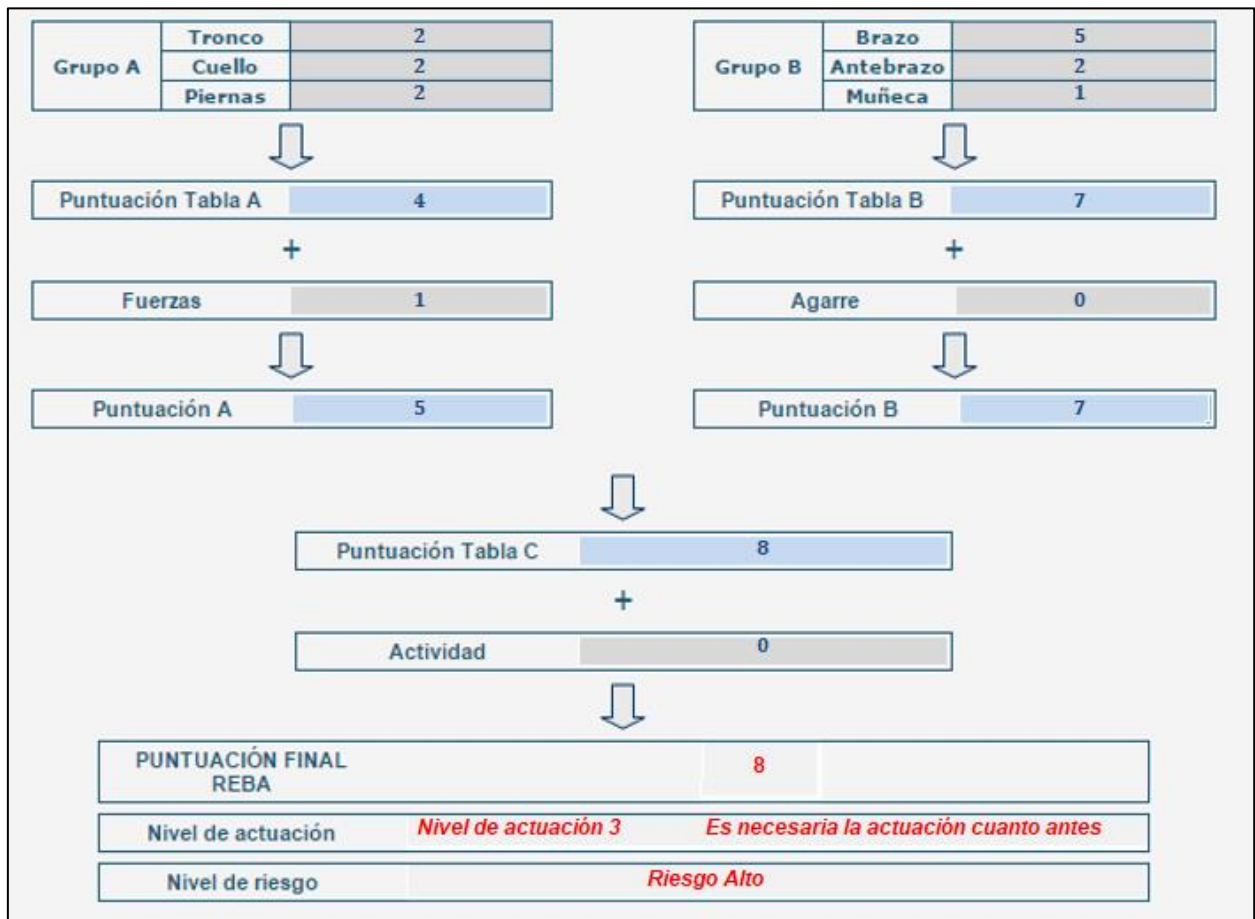 Grupo A
Tronco 2
Cuello 2
Piernas 2
Grupo B
Brazo 5
Antebrazo 2
Muñeca 1
Puntuación Tabla A 4
Puntuación Tabla B 7
+
+
Fuerzas 1
Agarre 0
Puntuación A 5
Puntuación B 7
Puntuación Tabla C 8
+
Actividad 0
PUNTUACIÓN FINAL
REBA
8
Nivel de actuación Nivel de actuación 3 Es necesaria la actuación cuanto antes
Nivel de riesgo Riesgo Alto